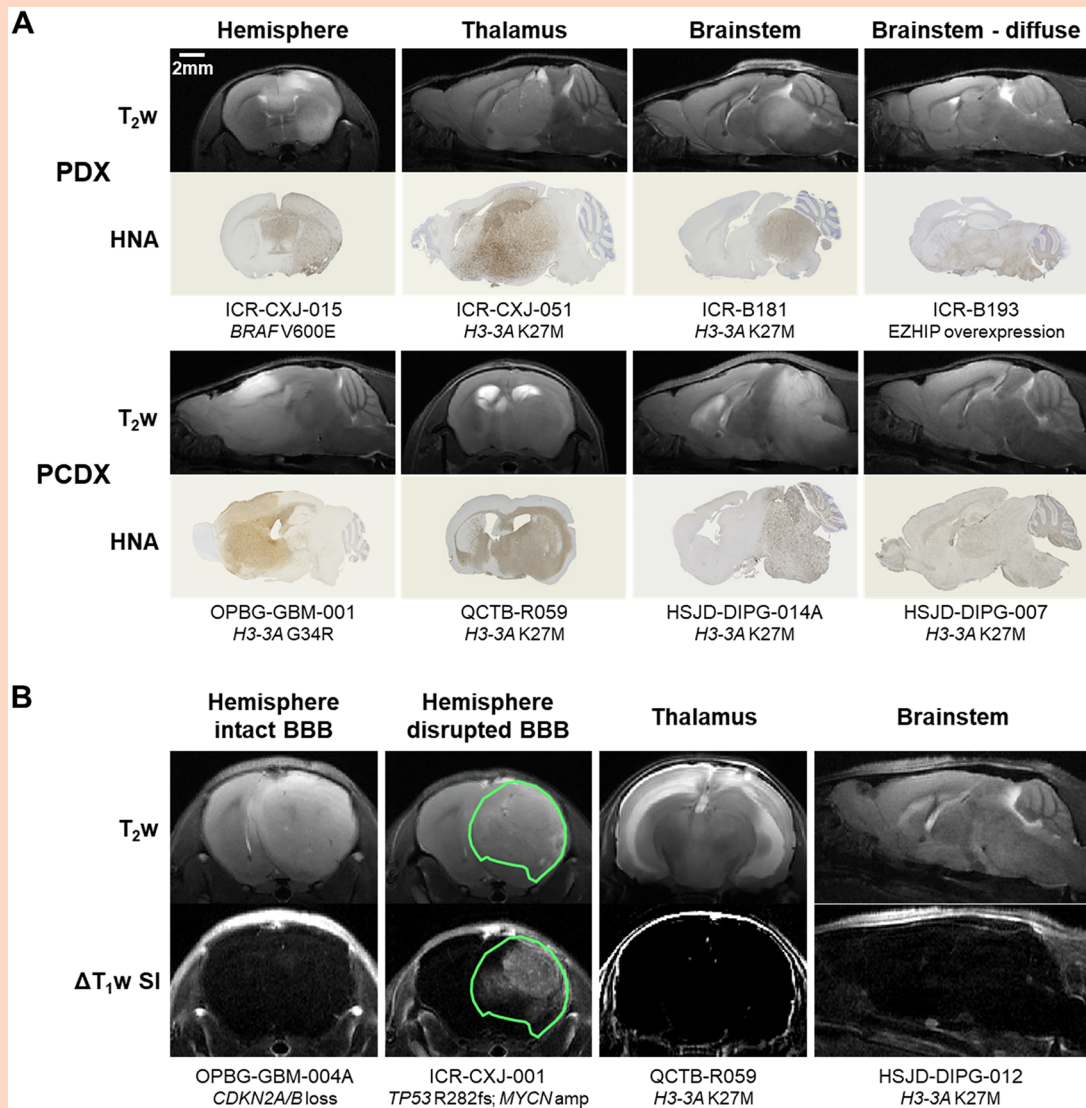 A
Hemisphere Thalamus Brainstem Brainstem - diffuse
2mm
T₂w
PDX
HNA
ICR-CXJ-015 ICR-CXJ-051 ICR-B181 ICR-B193
BRAF V600E H3-3A K27M H3-3A K27M EZHIP overexpression
T₂w
PCDX
HNA
OPBG-GBM-001 QCTB-R059 HSJD-DIPG-014A HSJD-DIPG-007
H3-3A G34R H3-3A K27M H3-3A K27M H3-3A K27M
B
Hemisphere Hemisphere Thalamus Brainstem
intact BBB disrupted BBB
T₂w
ΔT₁w SI
OPBG-GBM-004A ICR-CXJ-001 QCTB-R059 HSJD-DIPG-012
CDKN2A/B loss TP53 R282fs; MYCN amp H3-3A K27M H3-3A K27M